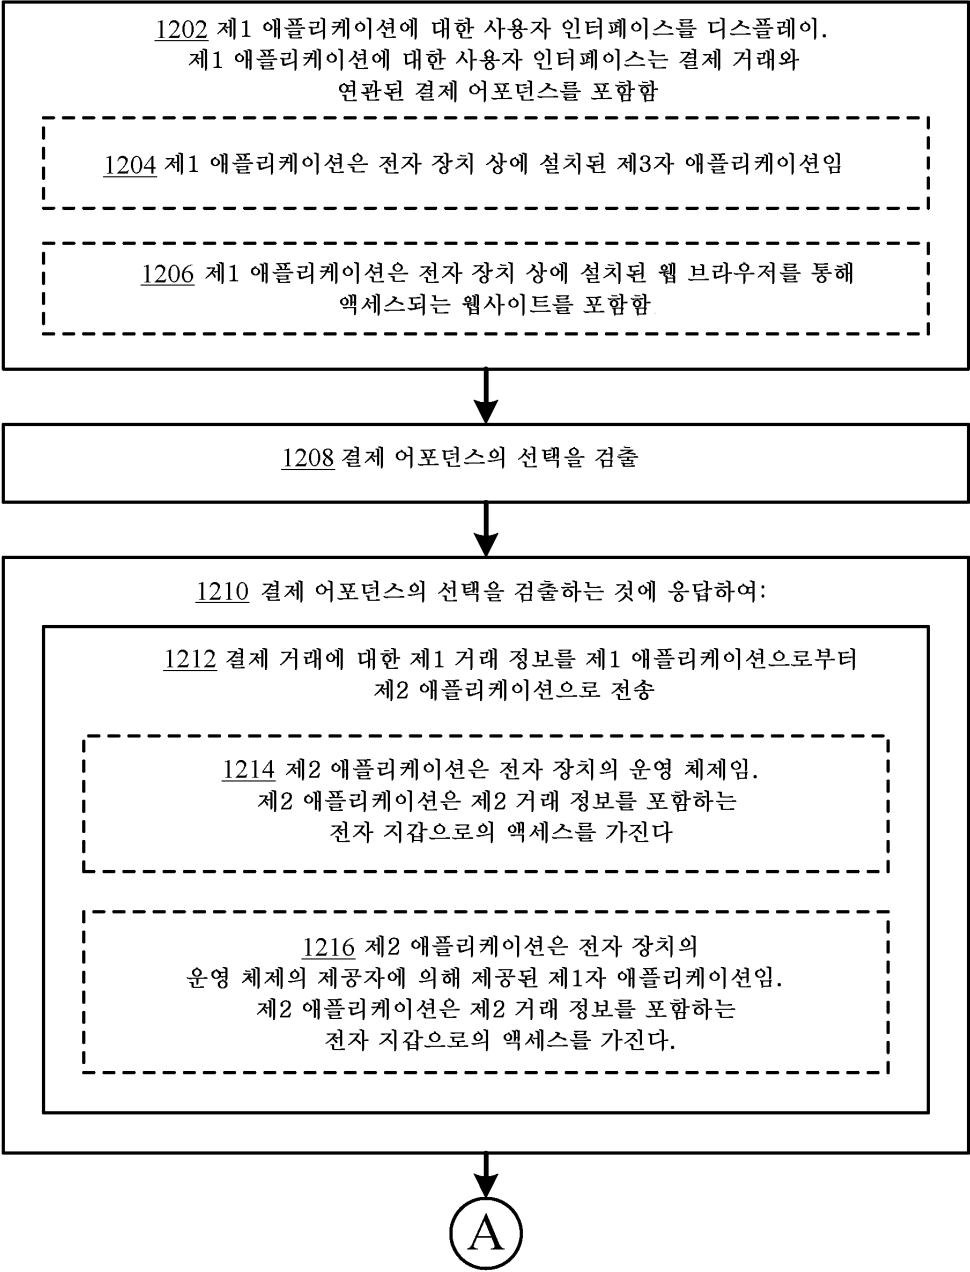 1202 제1 애플리케이션에 대한 사용자 인터페이스를 디스플레이.
제1 애플리케이션에 대한 사용자 인터페이스는 결제 거래와
연관된 결제 어포던스를 포함함
1204 제1 애플리케이션은 전자 장치 상에 설치된 제3자 애플리케이션임
1206 제1 애플리케이션은 전자 장치 상에 설치된 웹 브라우저를 통해
액세스되는 웹사이트를 포함함
1208 결제 어포던스의 선택을 검출
1210 결제 어포던스의 선택을 검출하는 것에 응답하여:
1212 결제 거래에 대한 제1 거래 정보를 제1 애플리케이션으로부터
제2 애플리케이션으로 전송
1214 제2 애플리케이션은 전자 장치의 운영 체제임.
제2 애플리케이션은 제2 거래 정보를 포함하는
전자 지갑으로의 액세스를 가진다
1216 제2 애플리케이션은 전자 장치의
운영 체제의 제공자에 의해 제공된 제1자 애플리케이션임.
제2 애플리케이션은 제2 거래 정보를 포함하는
전자 지갑으로의 액세스를 가진다.
A